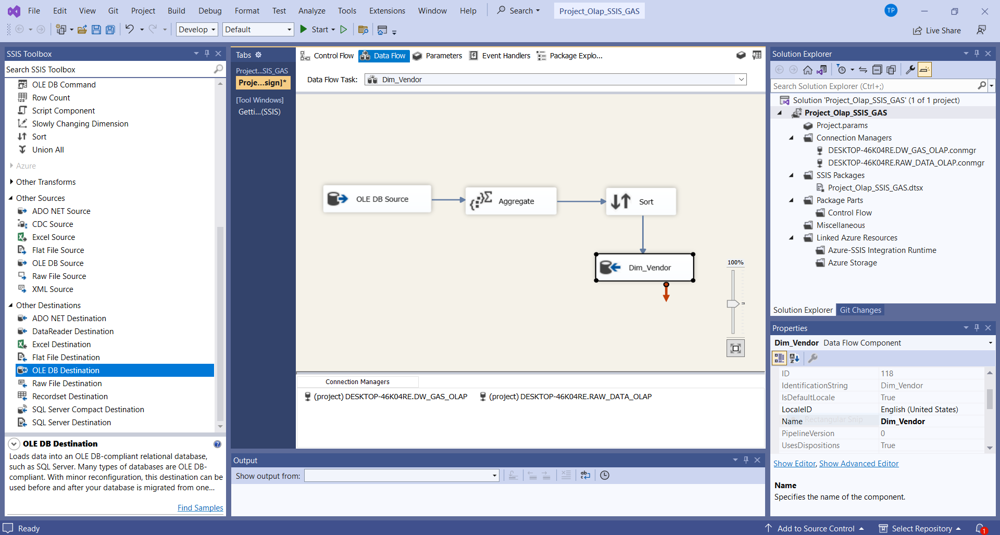 File Edit View Git Project Build Debug Format Test Analyze Tools Extensions Window Help Search Project_Olap_SSIS_GAS TP
Develop Default Start Live Share
SSIS Toolbox
Search SSIS Toolbox
OLE DB Command
Row Count
Script Component
Slowly Changing Dimension
Sort
Union All
Azure
Other Transforms
Other Sources
ADO NET Source
CDC Source
Excel Source
Flat File Source
OLE DB Source
Raw File Source
XML Source
Other Destinations
ADO NET Destination
DataReader Destination
Excel Destination
Flat File Destination
OLE DB Destination
Raw File Destination
Recordset Destination
SQL Server Compact Destination
SQL Server Destination
OLE DB Destination
Loads data into an OLE DB-compliant relational database,
such as SQL Server. Many types of databases are OLE DB-
compliant. With minor reconfiguration, this destination can be
used before and after your database is migrated from one...
Find Samples
Tabs
Project...SIS_GAS
Proje...sign]*
[Tool Windows]
Getti...(SSIS)
Control Flow Data Flow Parameters Event Handlers Package Explo...
Data Flow Task: Dim_Vendor
OLE DB Source
Aggregate
Sort
Dim_Vendor
100%
Connection Managers
(project) DESKTOP-46K04RE.DW_GAS_OLAP (project) DESKTOP-46K04RE.RAW_DATA_OLAP
Output
Show output from:
Solution Explorer
Search Solution Explorer (Ctrl+;)
Solution 'Project_Olap_SSIS_GAS' (1 of 1 project)
Project_Olap_SSIS_GAS
Project.params
Connection Managers
DESKTOP-46K04RE.DW_GAS_OLAP.conmgr
DESKTOP-46K04RE.RAW_DATA_OLAP.conmgr
SSIS Packages
Project_Olap_SSIS_GAS.dtsx
Package Parts
Control Flow
Miscellaneous
Linked Azure Resources
Azure-SSIS Integration Runtime
Azure Storage
Solution Explorer Git Changes
Properties
Dim_Vendor Data Flow Component
ID 118
IdentificationString Dim_Vendor
IsDefaultLocale True
LocaleID English (United States)
Rectangular Snip
Name Dim_Vendor
PipelineVersion 0
UsesDispositions True
Show Editor, Show Advanced Editor
Name
Specifies the name of the component.
Ready Add to Source Control Select Repository 1